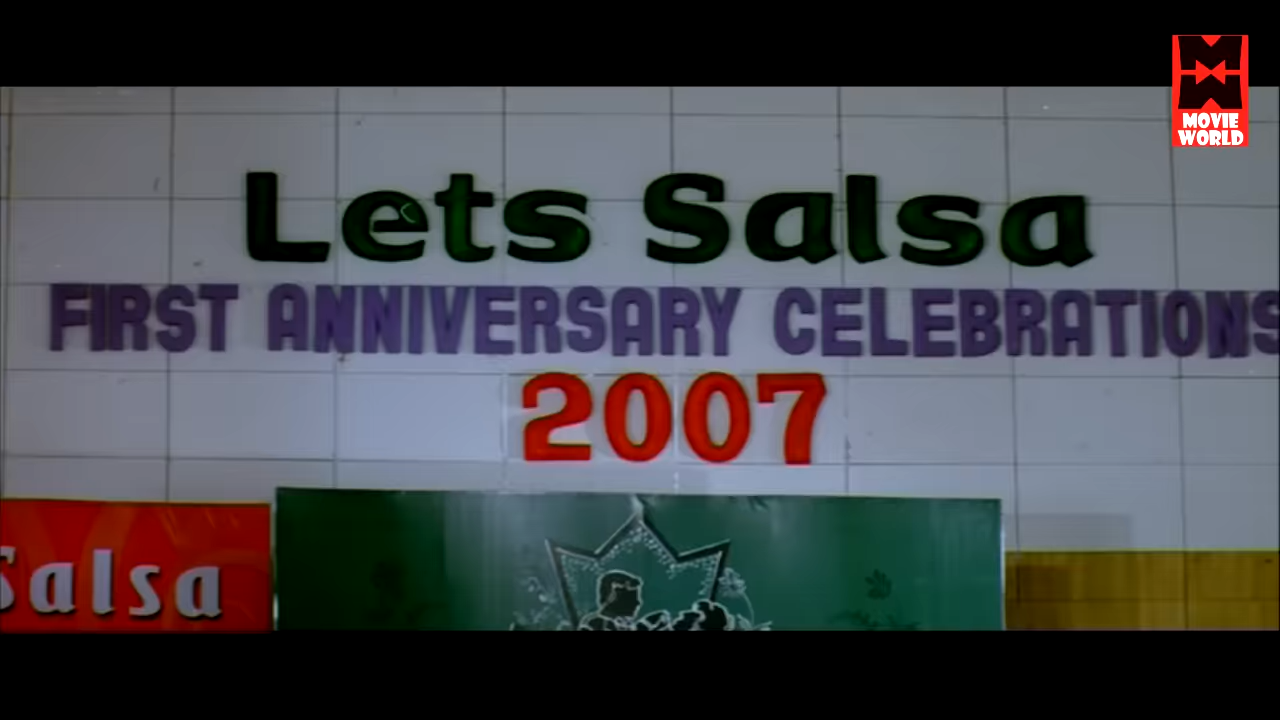 MOVIE
WORLD
Lets Salsa
FIRST ANNIVERSARY CELEBRATIONS
2007
Salsa